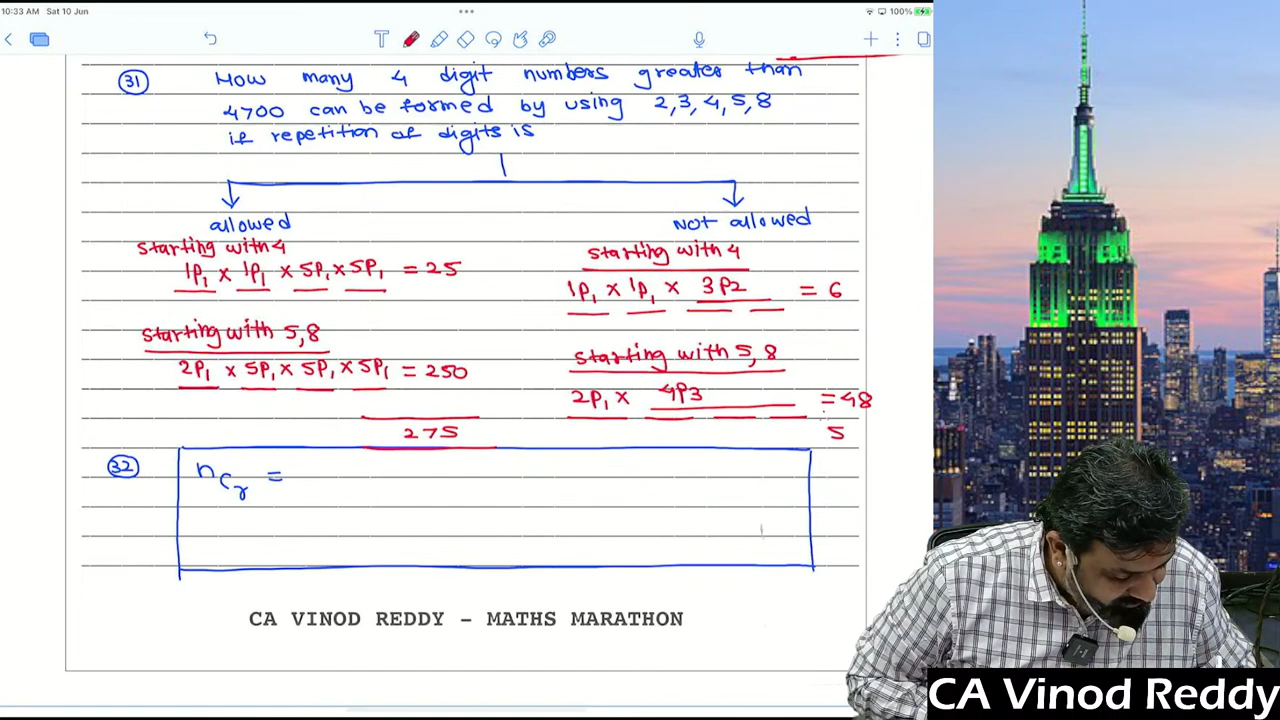 10:33 AM Sat 10 Jun
100%
31 How many 4 digit numbers greater than
4700 can be formed by using 2,3,4,5,8
if repetition of digits is
allowed
Not allowed
starting with 4
1P1 x 1P1 x 5P1 x 5P1 = 25
starting with 5,8
2P1 x 5P1 x 5P1 x 5P1 = 250
275
starting with 4
1P1 x 1P1 x 3P2 = 6
starting with 5,8
2P1 x 4P3 = 48
5
32 nCr =
CA VINOD REDDY - MATHS MARATHON
CA Vinod Reddy